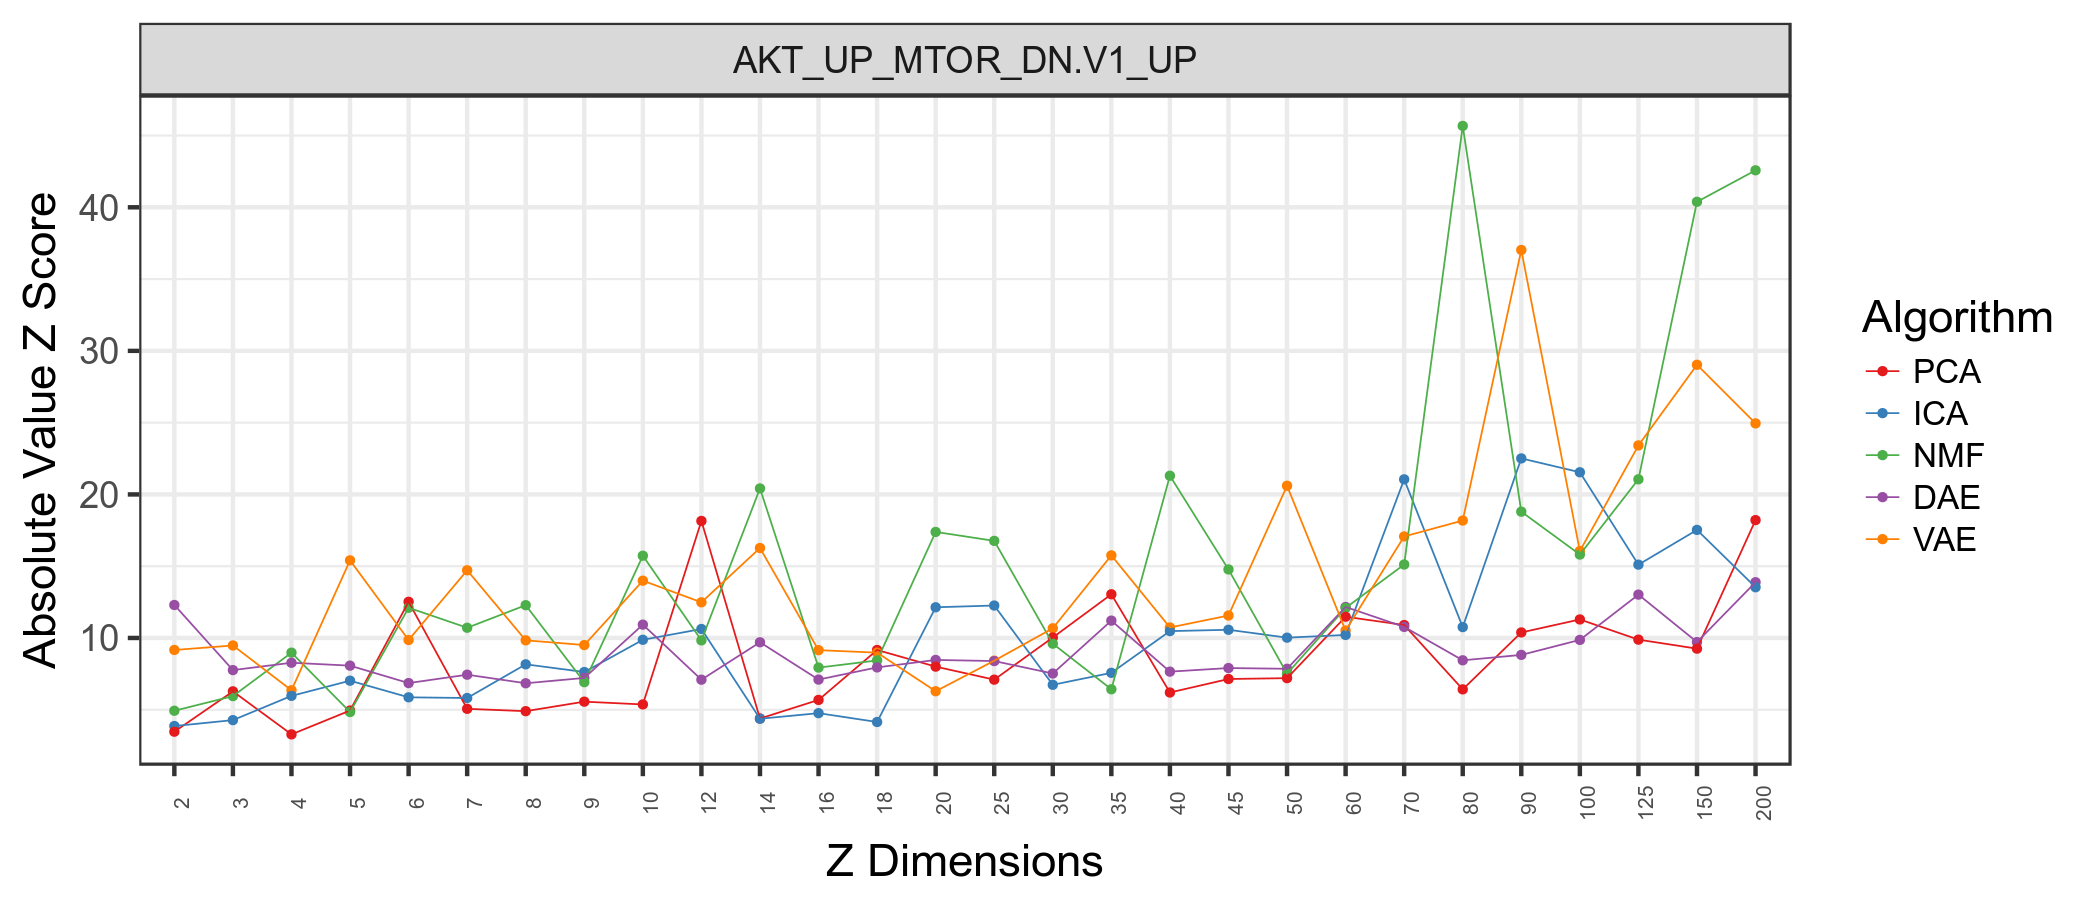 AKT_UP_MTOR_DN.V1_UP
Absolute Value Z Score
40
30
20
10
2 3 4 5 6 7 8 9 10 12 14 16 18 20 25 30 35 40 45 50 60 70 80 90 100 125 150 200
Z Dimensions
Algorithm
PCA
ICA
NMF
DAE
VAE